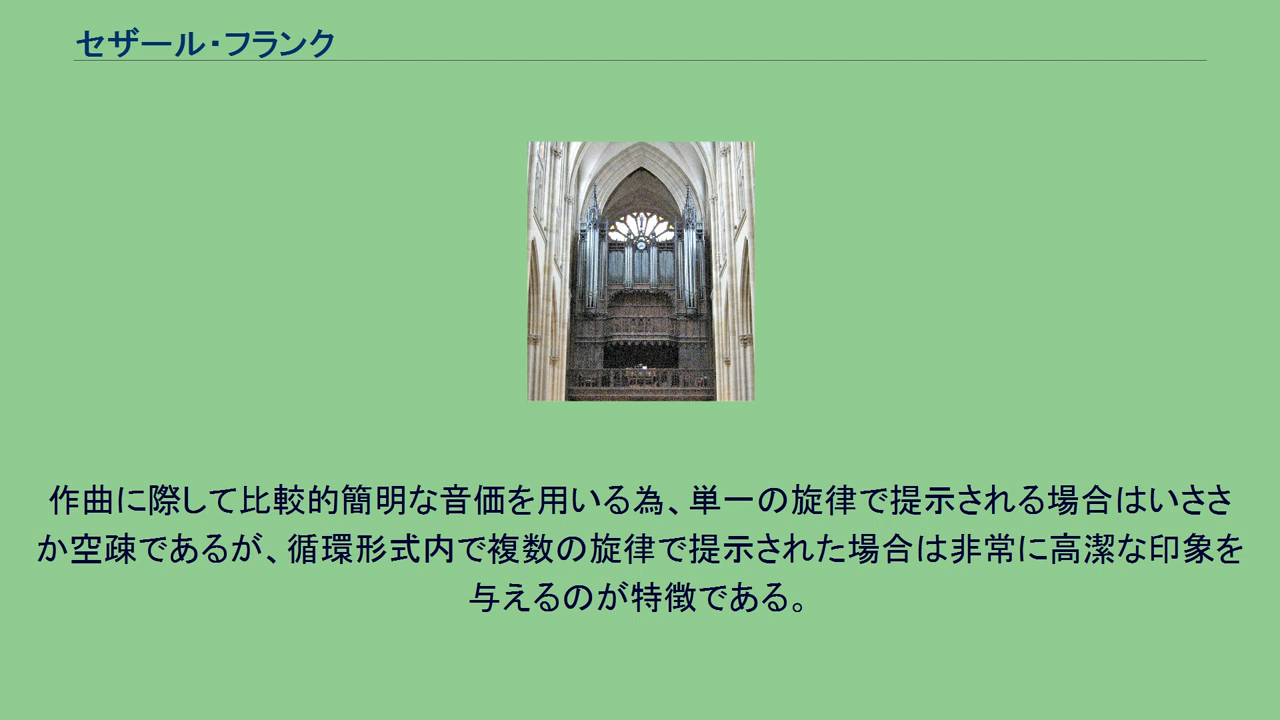 セザール・フランク
作曲に際して比較的簡明な音価を用いる為、単一の旋律で提示される場合はいささ
か空疎であるが、循環形式内で複数の旋律で提示された場合は非常に高潔な印象を
与えるのが特徴である。